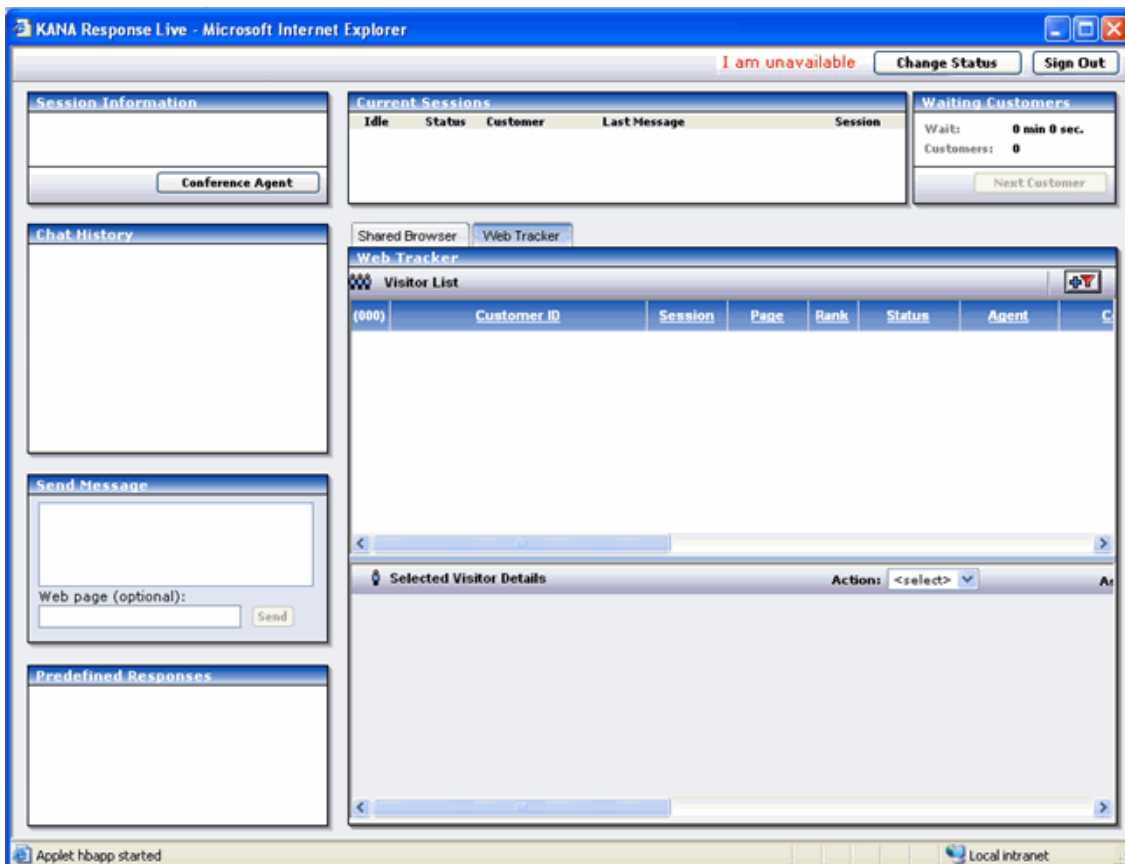 KANA Response Live - Microsoft Internet Explorer
I am unavailable Change Status Sign Out
Session Information
Conference Agent
Current Sessions
Idle Status Customer Last Message Session
Waiting Customers
Wait: 0 min 0 sec.
Customers: 0
Next Customer
Chat History
Shared Browser Web Tracker
Web Tracker
Visitor List
(000) Customer ID Session Page Rank Status Agent C
Send Message
Web page (optional):
Send
Selected Visitor Details Action: <select> As
Predefined Responses
Applet hbapp started Local intranet